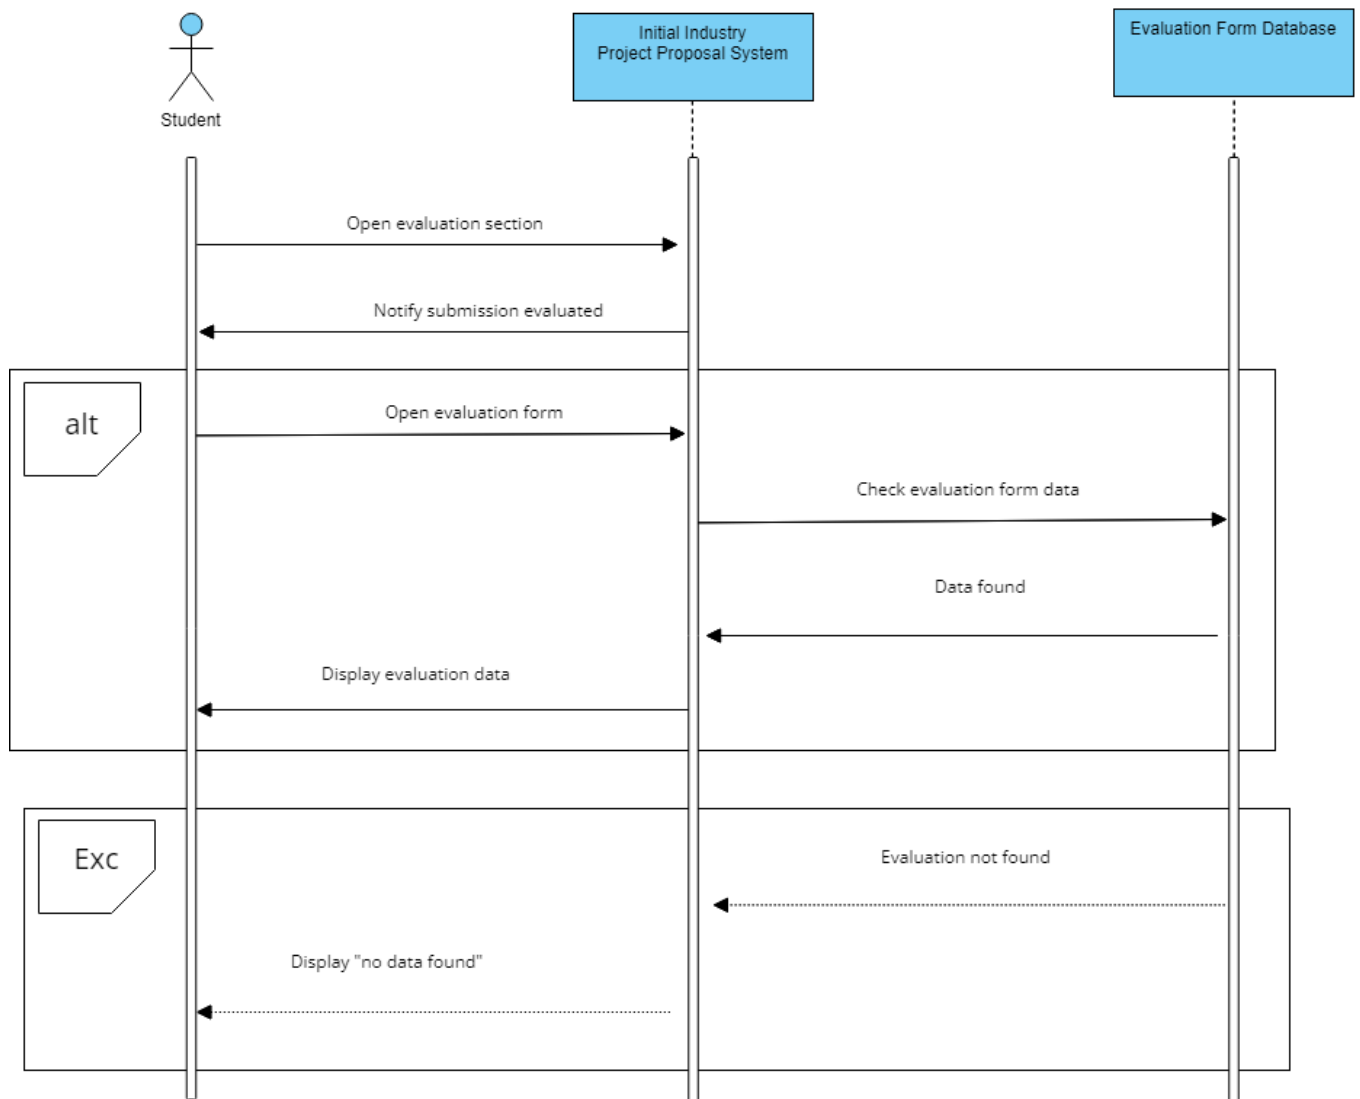 Initial Industry
Project Proposal System
Evaluation Form Database
Student
Open evaluation section
Notify submission evaluated
alt
Open evaluation form
Check evaluation form data
Data found
Display evaluation data
Exc
Evaluation not found
Display "no data found"